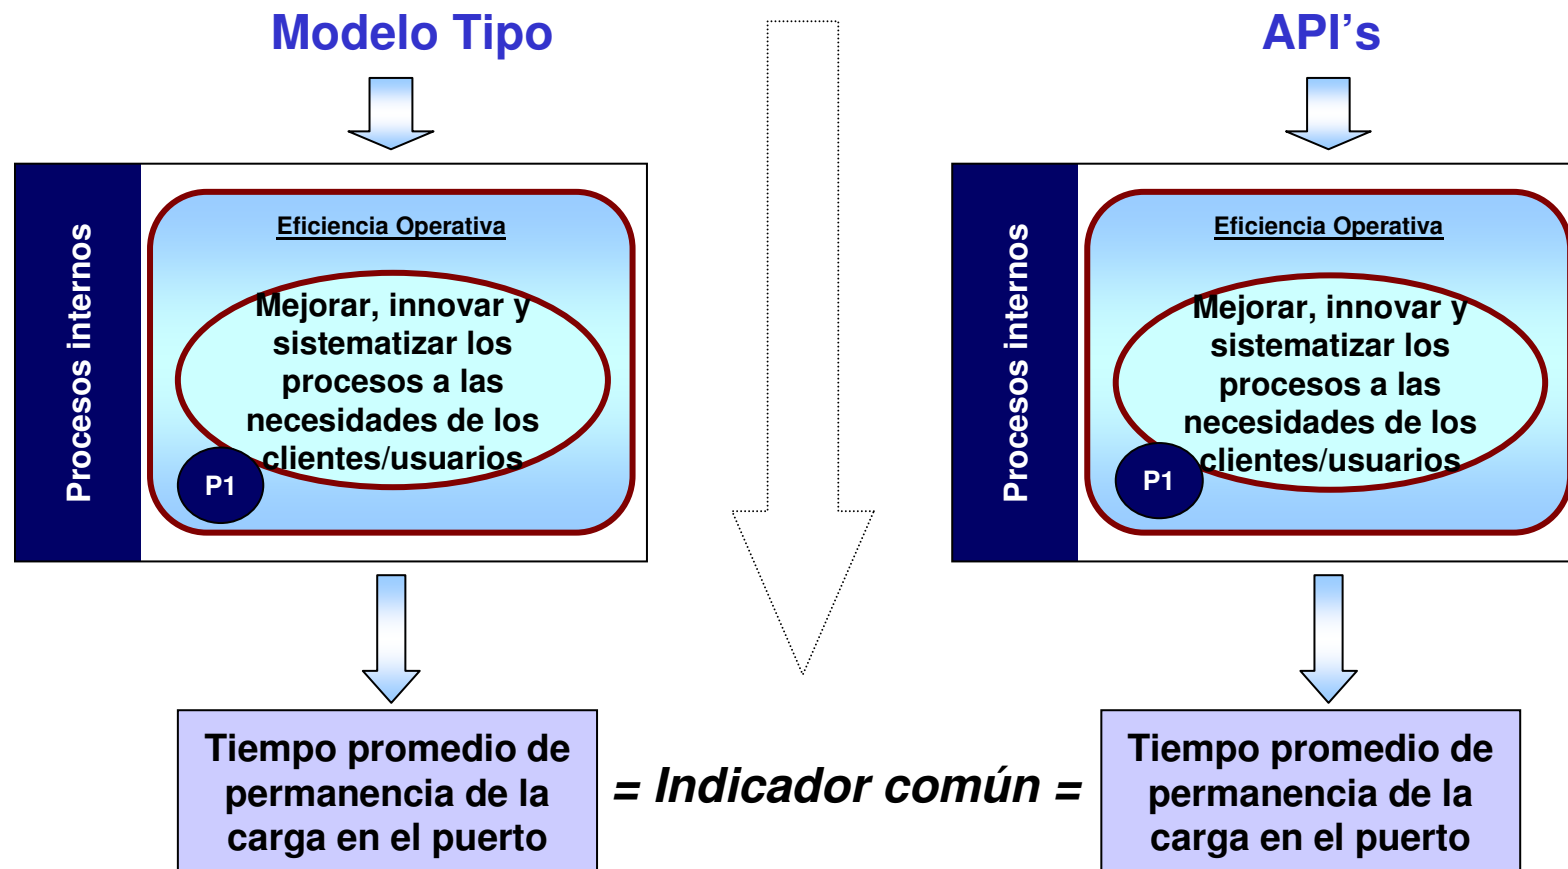 Modelo Tipo
API's
Procesos internos
Eficiencia Operativa
Mejorar, innovar y
sistematizar los
procesos a las
necesidades de los
clientes/usuarios
P1
Procesos internos
Eficiencia Operativa
Mejorar, innovar y
sistematizar los
procesos a las
necesidades de los
clientes/usuarios
P1
Tiempo promedio de
permanencia de la
carga en el puerto
= Indicador común =
Tiempo promedio de
permanencia de la
carga en el puerto